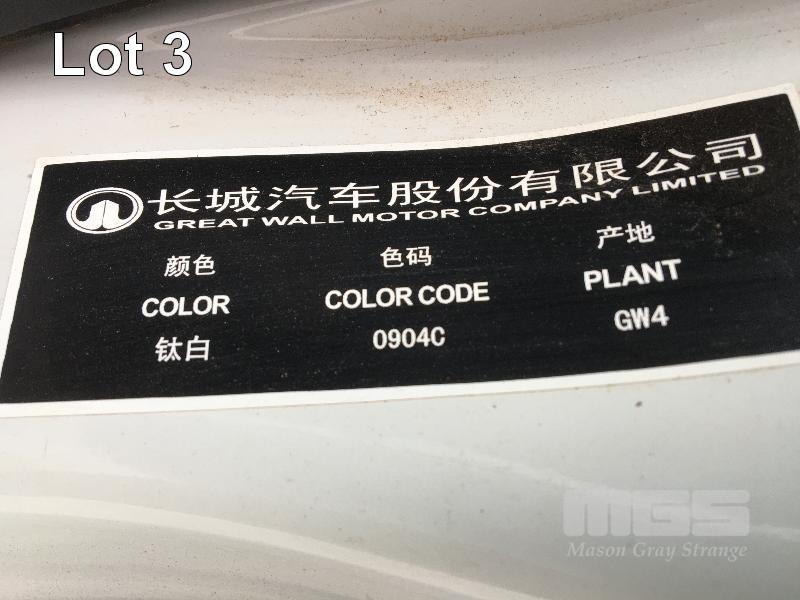 Lot 3
长城汽车股份有限公司
GREAT WALL MOTOR COMPANY LIMITED
颜色 色码 产地
COLOR COLOR CODE PLANT
钛白 0904C GW4
MGS
Mason Gray Strange